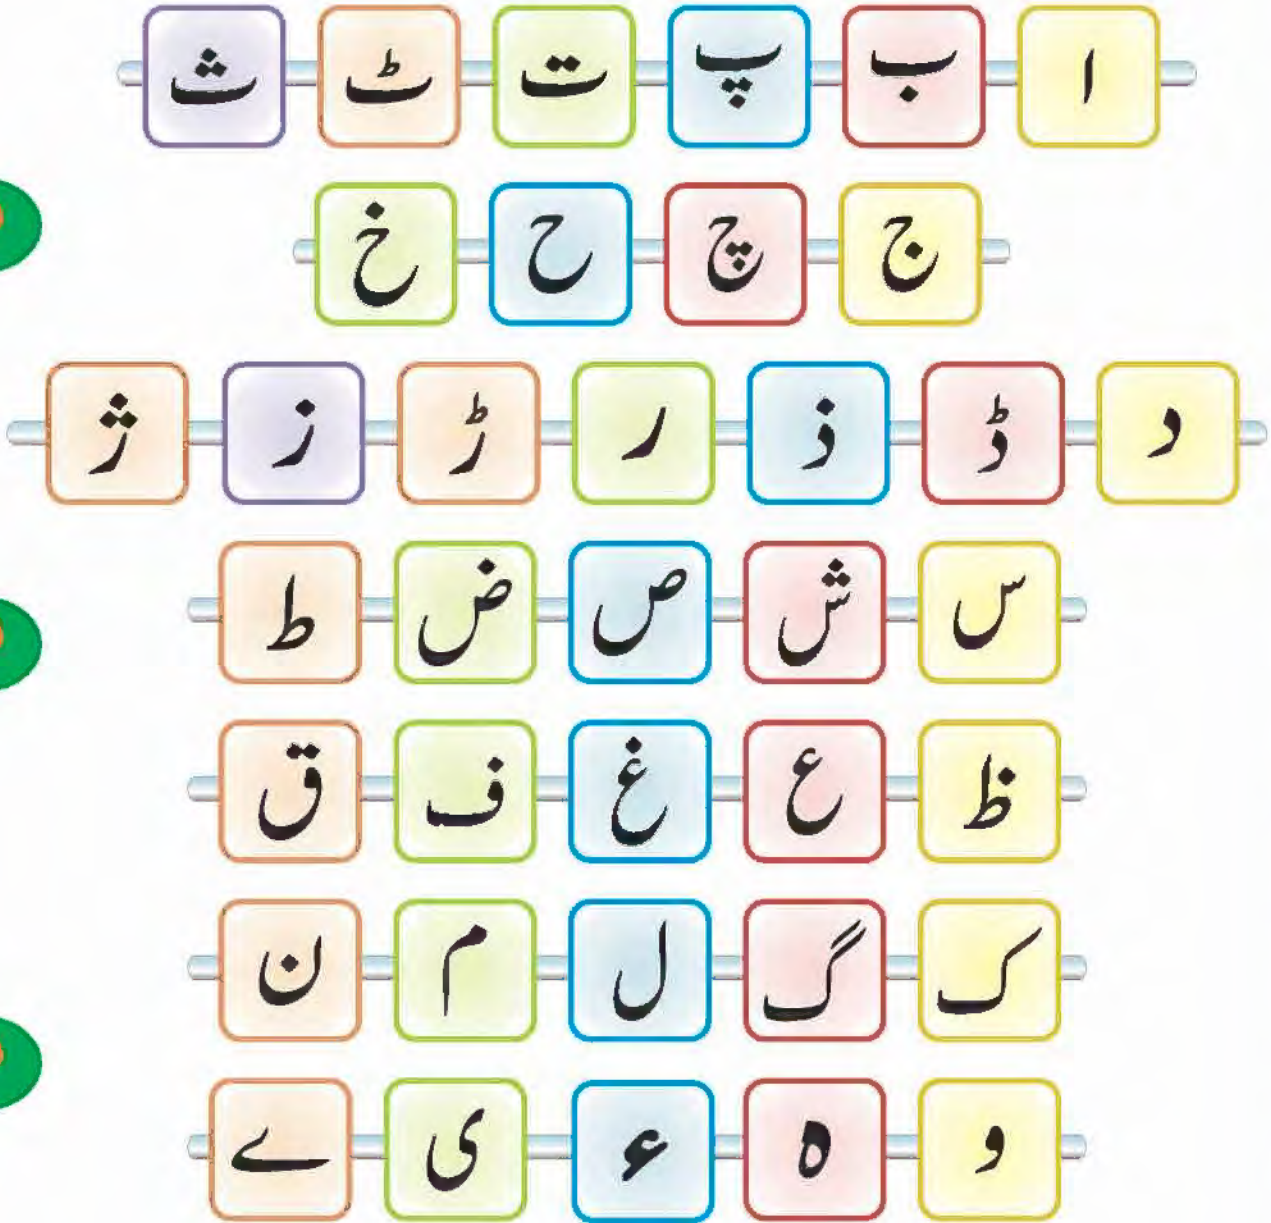 ا ب پ ت ٹ ث
ج چ ح خ
د ڈ ذ ر ڑ ز ژ
س ش ص ض ط
ظ ع غ ف ق
ک گ ل م ن
و ہ ء ی ے